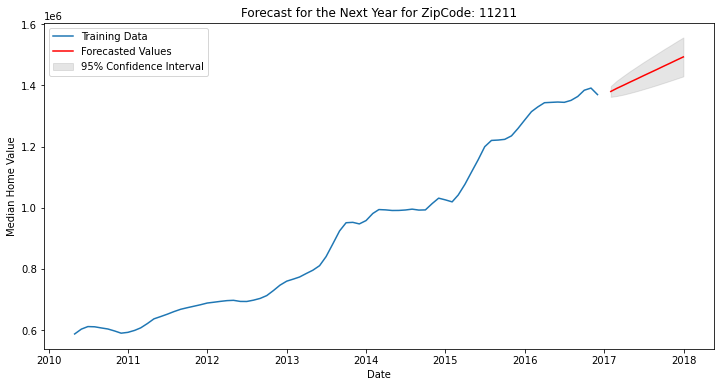 Forecast for the Next Year for ZipCode: 11211
1e6
Training Data
Forecasted Values
95% Confidence Interval
1.6
1.4
1.2
1.0
0.8
0.6
Median Home Value
2010 2011 2012 2013 2014 2015 2016 2017 2018
Date